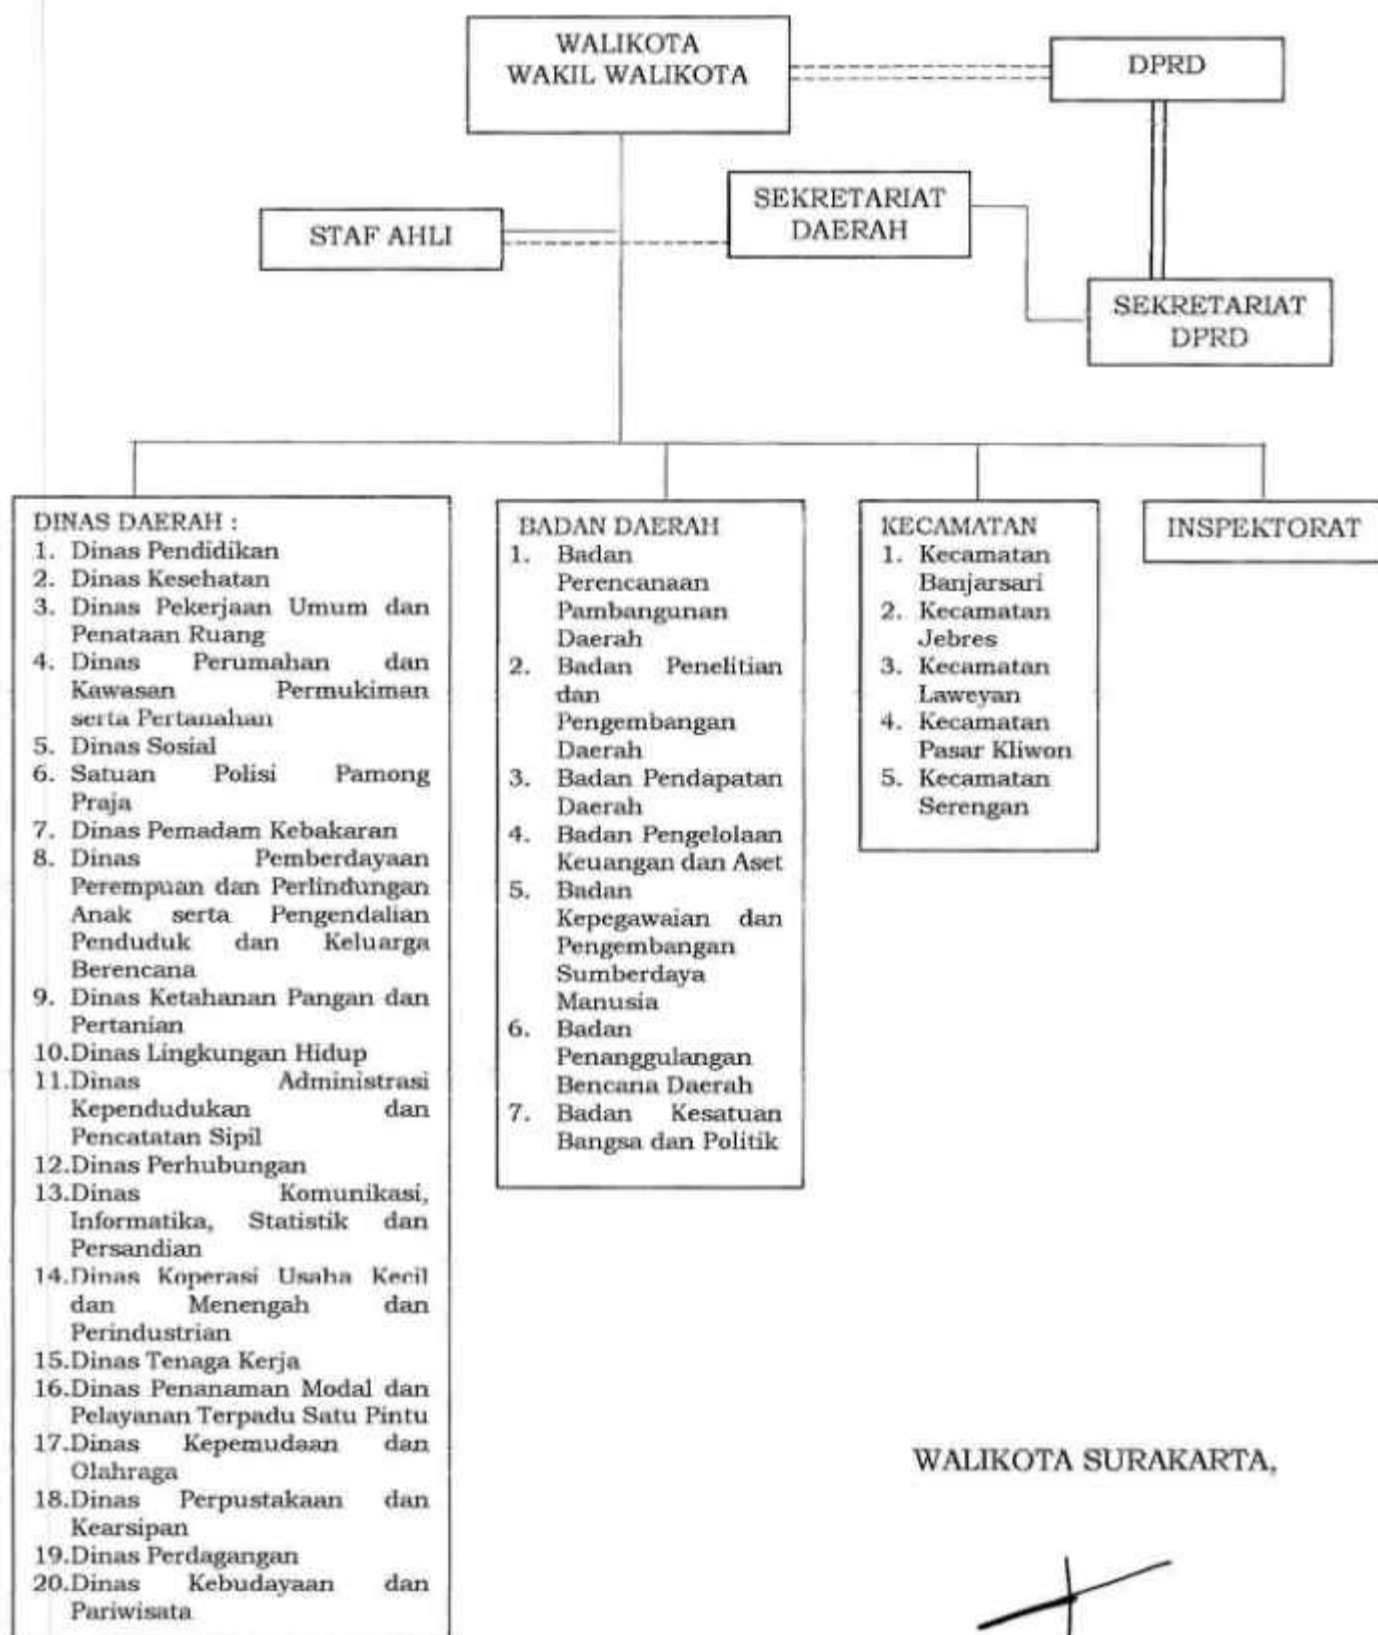 WALIKOTA
WAKIL WALIKOTA
DPRD
SEKRETARIAT
DAERAH
STAF AHLI
SEKRETARIAT
DPRD
DINAS DAERAH :
1. Dinas Pendidikan
2. Dinas Kesehatan
3. Dinas Pekerjaan Umum dan
Penataan Ruang
4. Dinas Perumahan dan
Kawasan Permukiman
serta Pertanahan
5. Dinas Sosial
6. Satuan Polisi Pamong
Praja
7. Dinas Pemadam Kebakaran
8. Dinas Pemberdayaan
Perempuan dan Perlindungan
Anak serta Pengendalian
Penduduk dan Keluarga
Berencana
9. Dinas Ketahanan Pangan dan
Pertanian
10.Dinas Lingkungan Hidup
11.Dinas Administrasi
Kependudukan dan
Pencatatan Sipil
12.Dinas Perhubungan
13.Dinas Komunikasi,
Informatika, Statistik dan
Persandian
14.Dinas Koperasi Usaha Kecil
dan Menengah dan
Perindustrian
15.Dinas Tenaga Kerja
16.Dinas Penanaman Modal dan
Pelayanan Terpadu Satu Pintu
17.Dinas Kepemudaan dan
Olahraga
18.Dinas Perpustakaan dan
Kearsipan
19.Dinas Perdagangan
20.Dinas Kebudayaan dan
Pariwisata
BADAN DAERAH
1. Badan
Perencanaan
Pambangunan
Daerah
2. Badan Penelitian
dan
Pengembangan
Daerah
3. Badan Pendapatan
Daerah
4. Badan Pengelolaan
Keuangan dan Aset
5. Badan
Kepegawaian dan
Pengembangan
Sumberdaya
Manusia
6. Badan
Penanggulangan
Bencana Daerah
7. Badan Kesatuan
Bangsa dan Politik
KECAMATAN
1. Kecamatan
Banjarsari
2. Kecamatan
Jebres
3. Kecamatan
Laweyan
4. Kecamatan
Pasar Kliwon
5. Kecamatan
Serengan
INSPEKTORAT
WALIKOTA SURAKARTA,